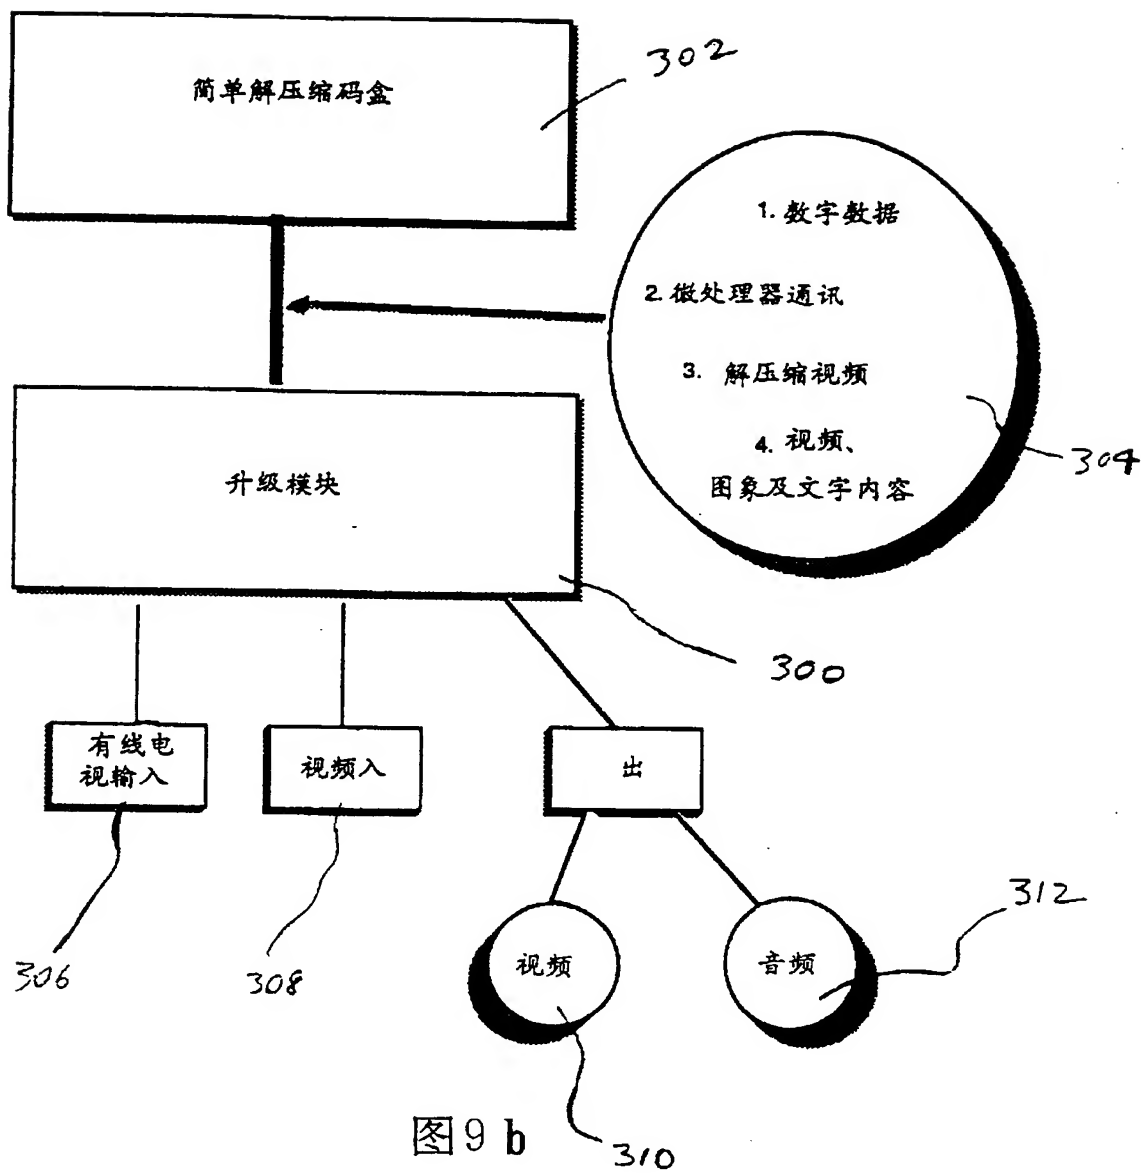 简单解压缩码盒
302
1. 数字数据
2. 微处理器通讯
3. 解压缩视频
4. 视频、
图象及文字内容
304
升级模块
300
有线电
视输入
视频入
出
306
308
视频
音频
312
310
图9 b